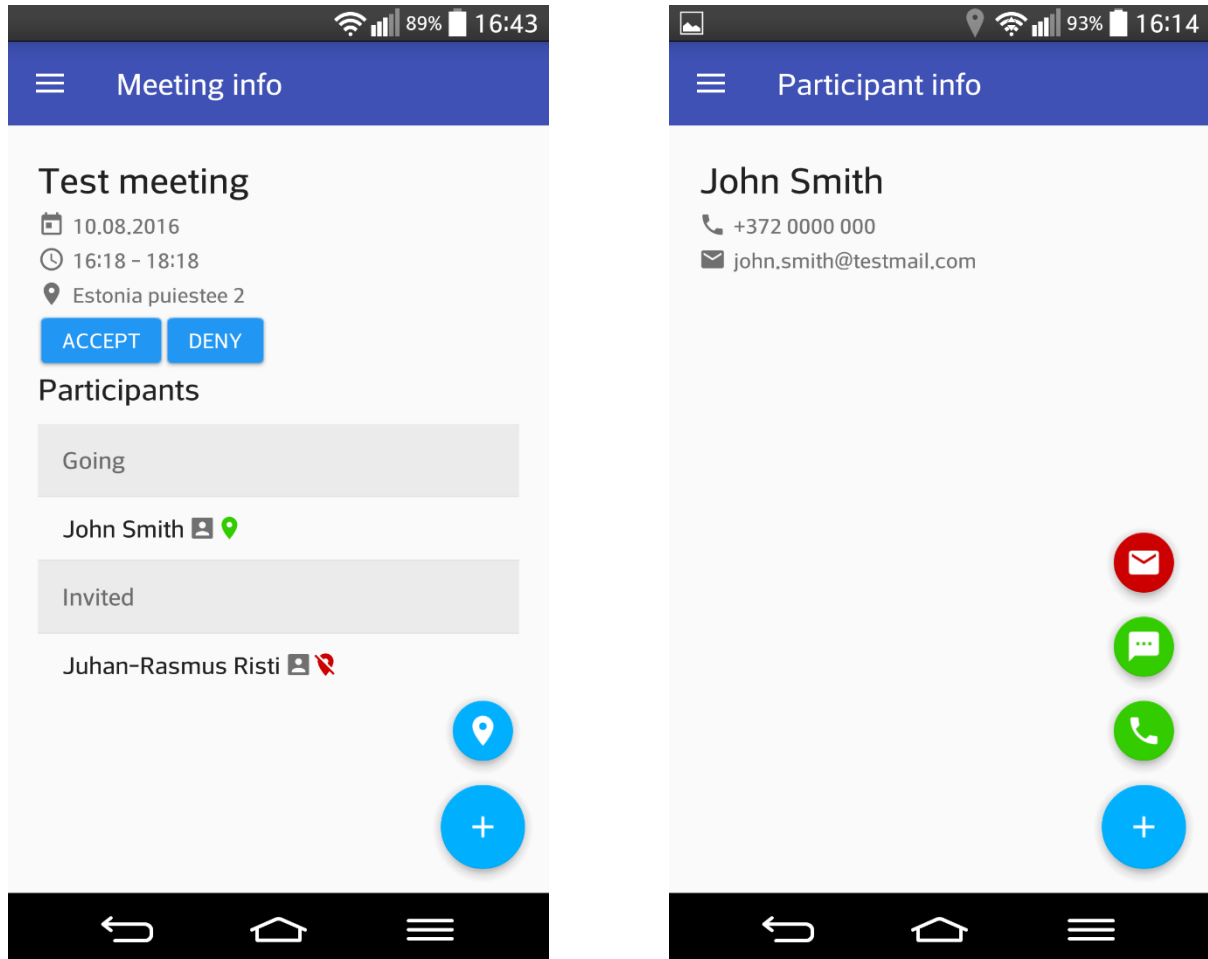 89% 16:43
Meeting info
Test meeting
10.08.2016
16:18 - 18:18
Estonia puiestee 2
ACCEPT DENY
Participants
Going
John Smith
Invited
Juhan-Rasmus Risti
93% 16:14
Participant info
John Smith
+372 0000 000
john.smith@testmail.com